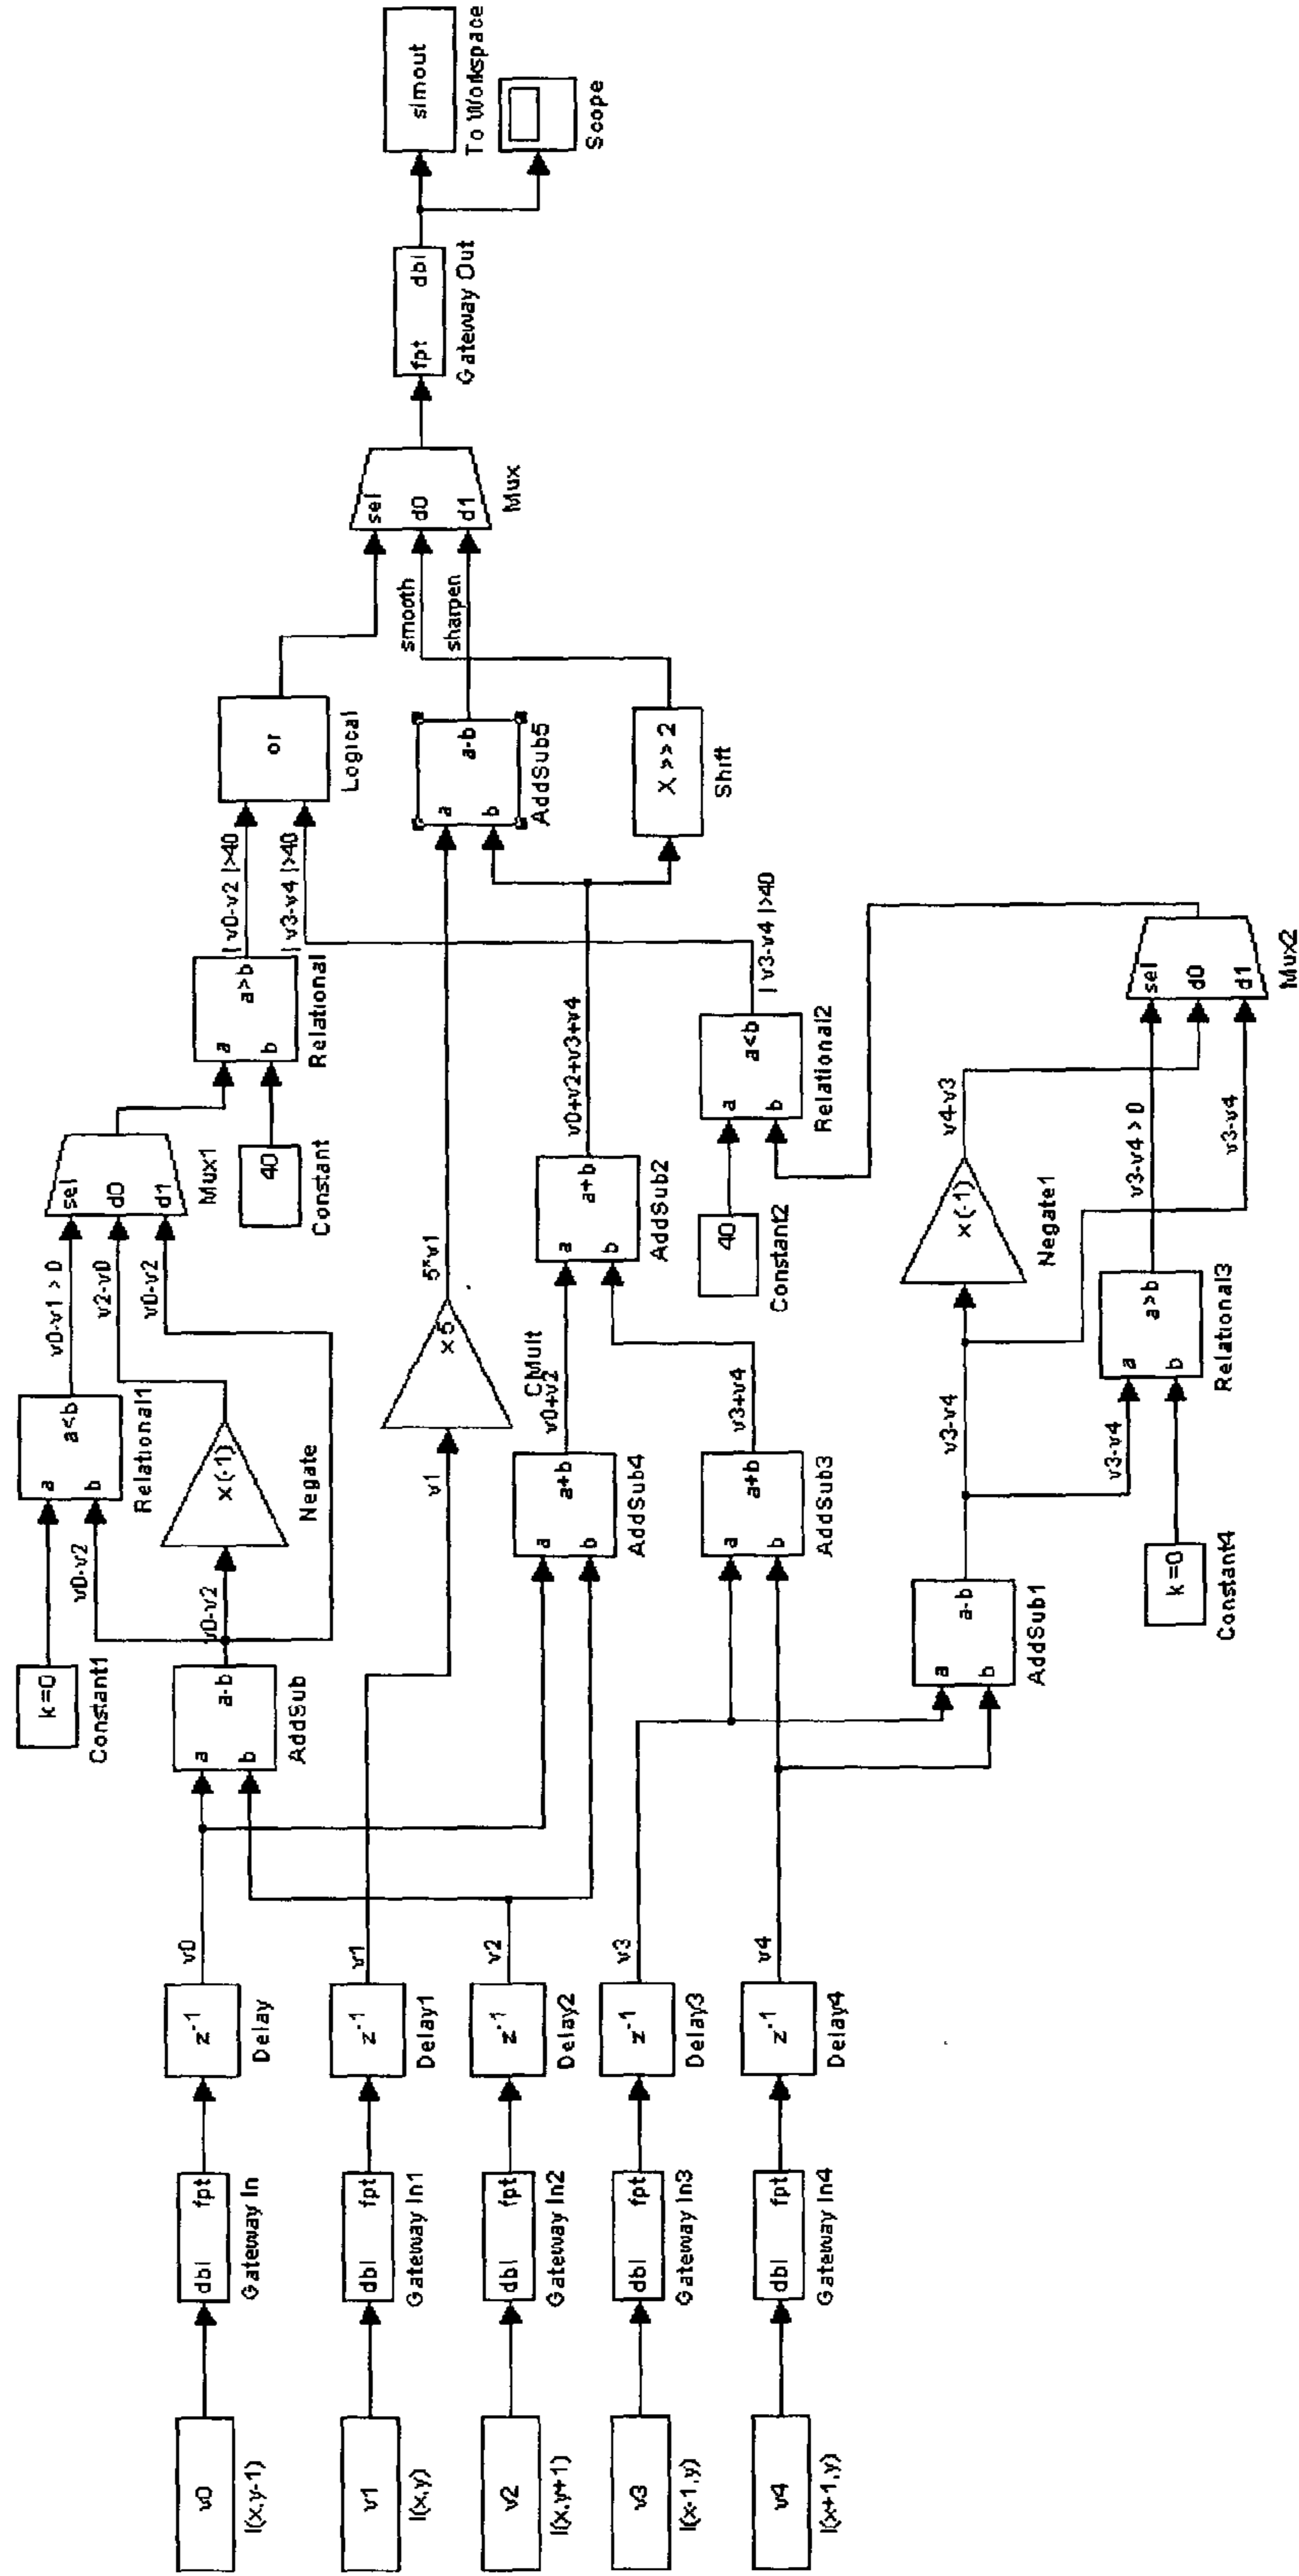 v0
I(x,y-1)
dbl fpt
Gateway In
z-1
Delay
v0
v1
I(x,y)
dbl fpt
Gateway In1
z-1
Delay1
v1
v2
I(x,y+1)
dbl fpt
Gateway In2
z-1
Delay2
v2
v3
I(x-1,y)
dbl fpt
Gateway In3
z-1
Delay3
v3
v4
I(x+1,y)
dbl fpt
Gateway In4
z-1
Delay4
v4
k=0
Constant1
a
b
a-b
AddSub
v0-v2
v0-v2
a
b
a<b
Relational1
x(-1)
Negate
v0-v1 > 0
v2-v0
v0-v2
sel
d0
d1
Mux1
40
Constant
a
b
a>b
Relational
| v0-v2 |>40
| v3-v4 |>40
or
Logical
v1
x 5
CMult
5*v1
a
b
a+b
AddSub4
v0+v2
a
b
a+b
AddSub3
v3+v4
a
b
a+b
AddSub2
v0+v2+v3+v4
a
b
a-b
AddSub5
X >> 2
Shift
smooth
sharpen
sel
d0
d1
Mux
fpt dbl
Gateway Out
simout
To Workspace
Scope
40
Constant2
a
b
a<b
Relational2
| v3-v4 |>40
a
b
a-b
AddSub1
v3-v4
v3-v4
k=0
Constant4
a
b
a>b
Relational3
x(-1)
Negate1
v4-v3
v3-v4 > 0
v3-v4
sel
d0
d1
Mux2